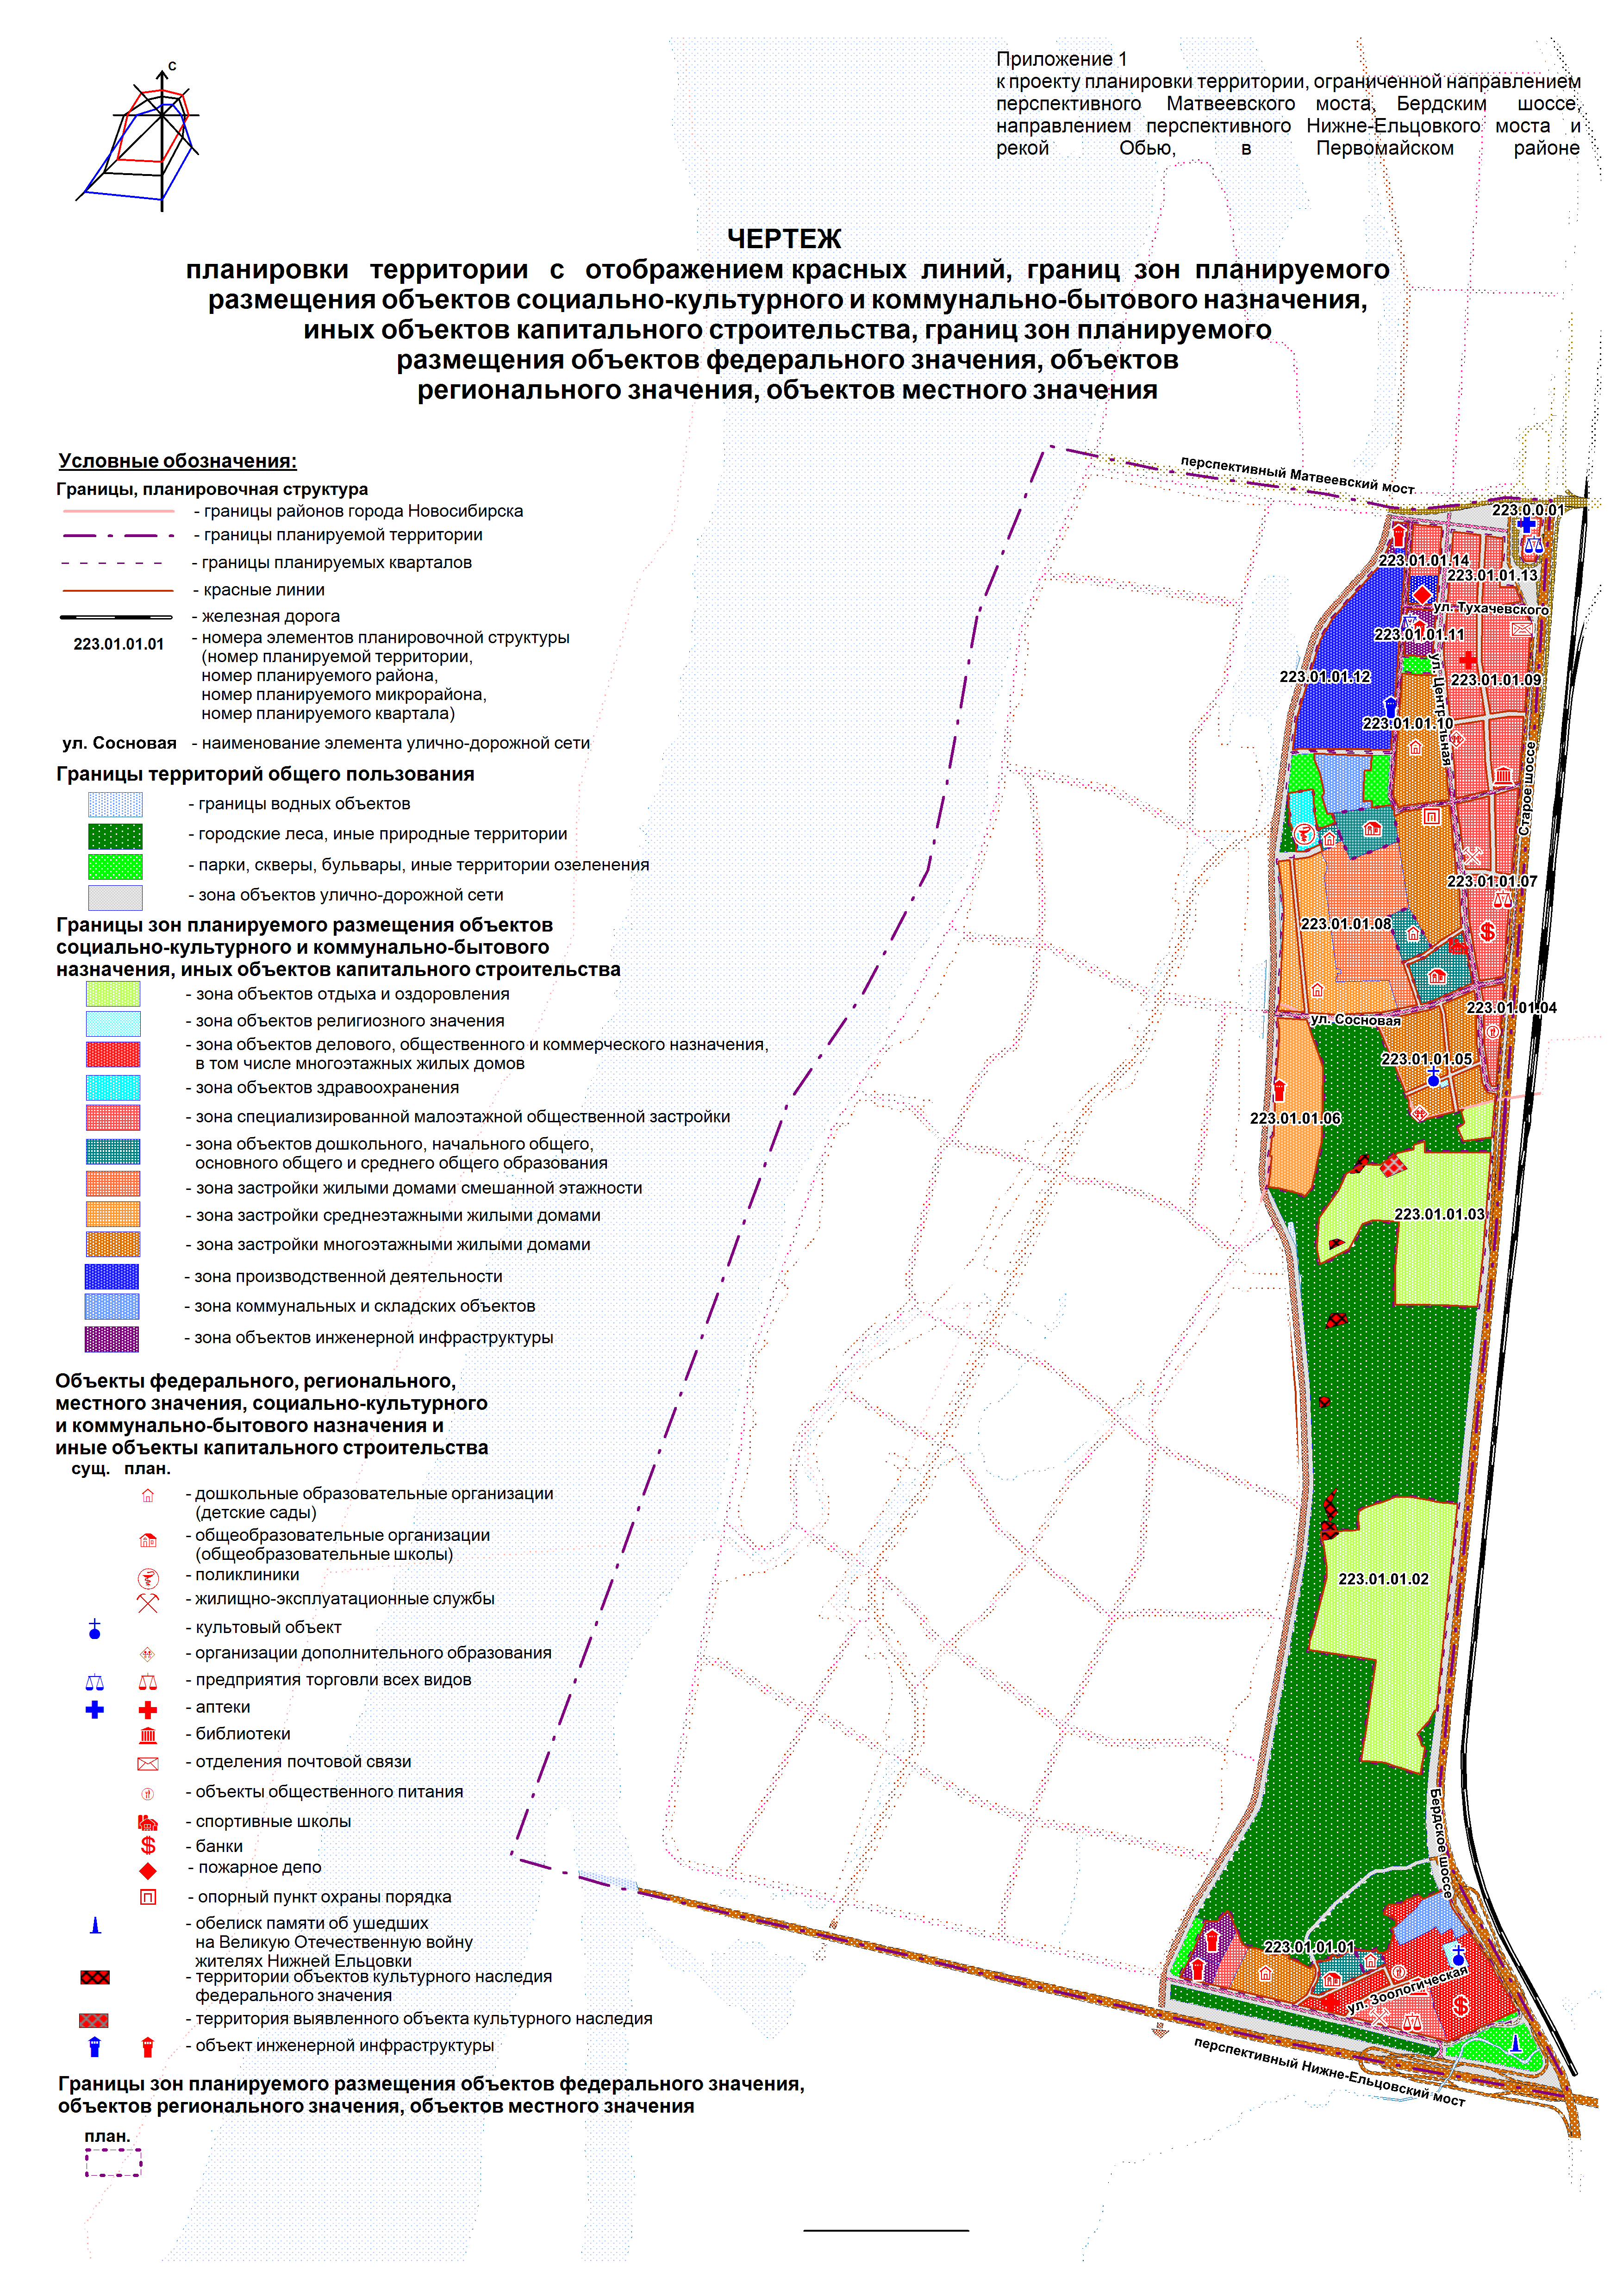 С
Приложение 1
к проекту планировки территории, ограниченной направлением
перспективного Матвеевского моста, Бердским шоссе,
направлением перспективного Нижне-Ельцовкого моста и
рекой Обью, в Первомайском районе
ЧЕРТЕЖ
планировки территории с отображением красных линий, границ зон планируемого
размещения объектов социально-культурного и коммунально-бытового назначения,
иных объектов капитального строительства, границ зон планируемого
размещения объектов федерального значения, объектов
регионального значения, объектов местного значения
Условные обозначения:
Границы, планировочная структура
- границы районов города Новосибирска
- границы планируемой территории
- границы планируемых кварталов
- красные линии
- железная дорога
223.01.01.01 - номера элементов планировочной структуры
(номер планируемой территории,
номер планируемого района,
номер планируемого микрорайона,
номер планируемого квартала)
ул. Сосновая - наименование элемента улично-дорожной сети
Границы территорий общего пользования
- границы водных объектов
- городские леса, иные природные территории
- парки, скверы, бульвары, иные территории озеленения
- зона объектов улично-дорожной сети
Границы зон планируемого размещения объектов
социально-культурного и коммунально-бытового
назначения, иных объектов капитального строительства
- зона объектов отдыха и оздоровления
- зона объектов религиозного значения
- зона объектов делового, общественного и коммерческого назначения,
в том числе многоэтажных жилых домов
- зона объектов здравоохранения
- зона специализированной малоэтажной общественной застройки
- зона объектов дошкольного, начального общего,
основного общего и среднего общего образования
- зона застройки жилыми домами смешанной этажности
- зона застройки среднеэтажными жилыми домами
- зона застройки многоэтажными жилыми домами
- зона производственной деятельности
- зона коммунальных и складских объектов
- зона объектов инженерной инфраструктуры
Объекты федерального, регионального,
местного значения, социально-культурного
и коммунально-бытового назначения и
иные объекты капитального строительства
сущ. план.
- дошкольные образовательные организации
(детские сады)
- общеобразовательные организации
(общеобразовательные школы)
- поликлиники
- жилищно-эксплуатационные службы
- культовый объект
- организации дополнительного образования
- предприятия торговли всех видов
- аптеки
- библиотеки
- отделения почтовой связи
- объекты общественного питания
- спортивные школы
- банки
- пожарное депо
- опорный пункт охраны порядка
- обелиск памяти об ушедших
на Великую Отечественную войну
жителях Нижней Ельцовки
- территории объектов культурного наследия
федерального значения
- территория выявленного объекта культурного наследия
- объект инженерной инфраструктуры
Границы зон планируемого размещения объектов федерального значения,
объектов регионального значения, объектов местного значения
план.
перспективный Матвеевский мост
223.0.0.01
223.01.01.14
223.01.01.13
ул. Тухачевского
223.01.01.11
223.01.01.12
223.01.01.09
ул. Центральная
223.01.01.10
Старое шоссе
223.01.01.07
223.01.01.08
223.01.01.04
ул. Сосновая
223.01.01.05
223.01.01.06
223.01.01.03
223.01.01.02
Бердское шоссе
223.01.01.01
ул. Зоологическая
перспективный Нижне-Ельцовский мост